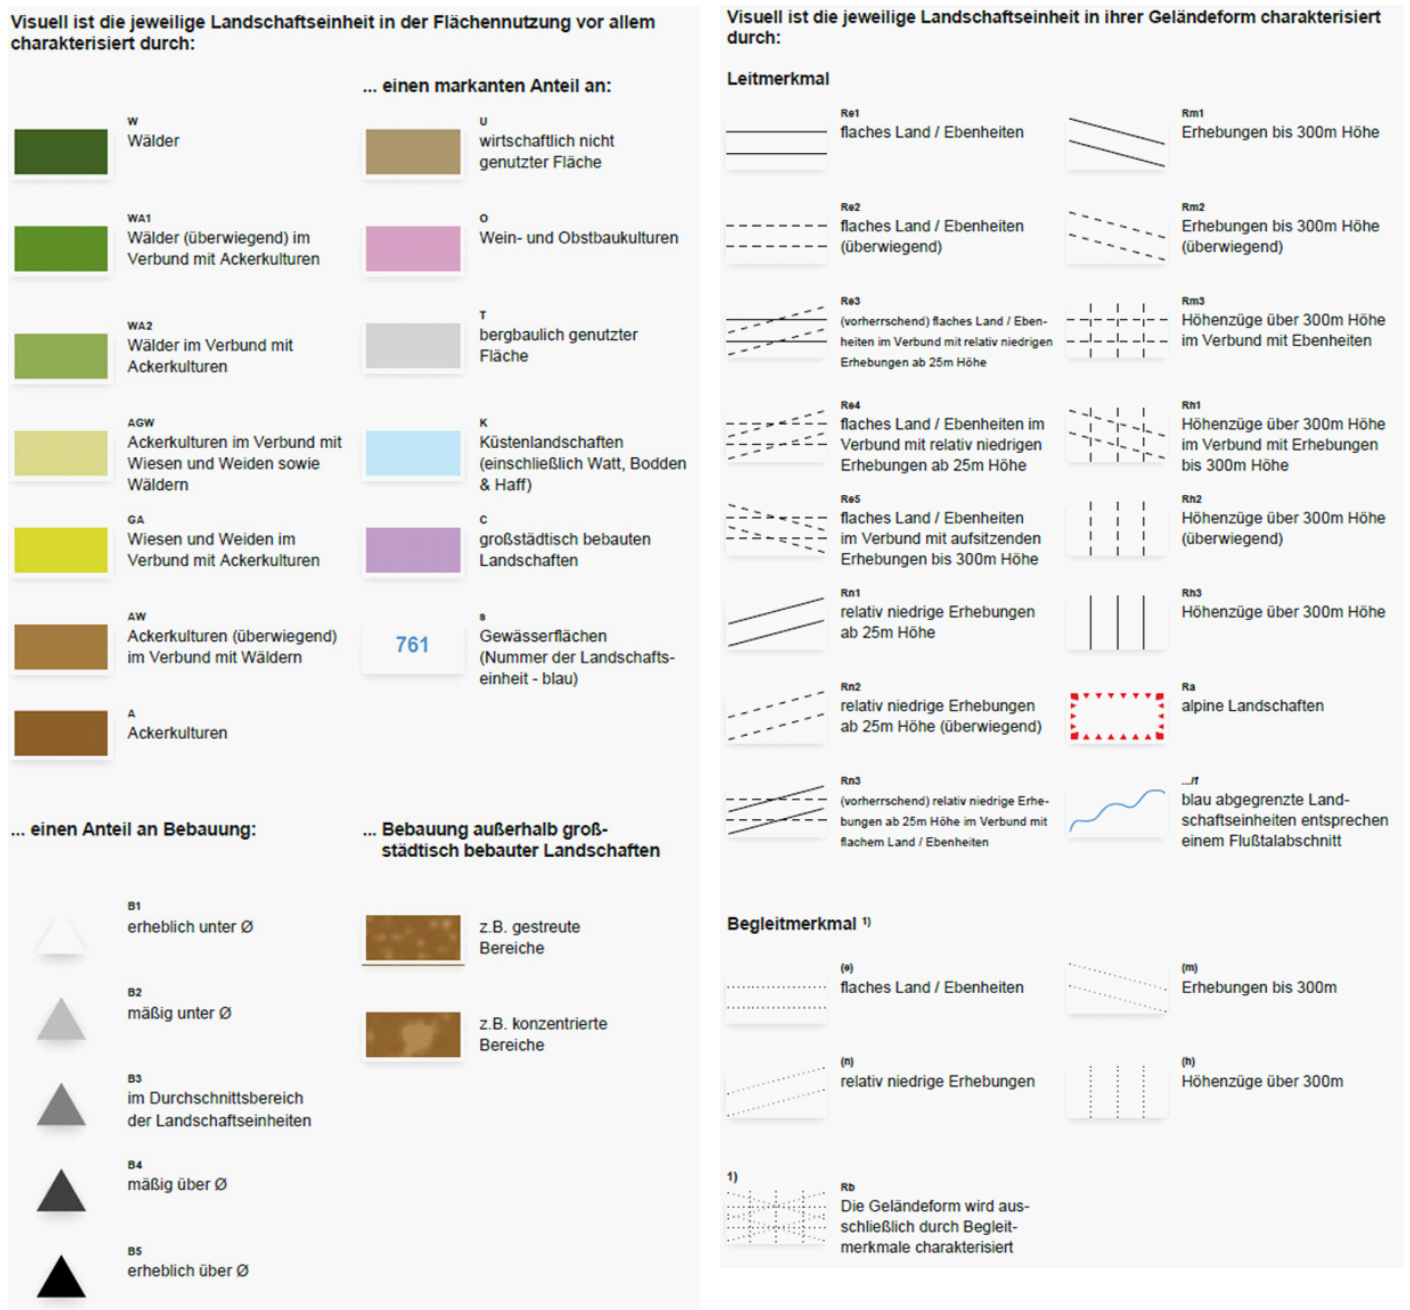 Visuell ist die jeweilige Landschaftseinheit in der Flächennutzung vor allem
charakterisiert durch:
... einen markanten Anteil an:
W
Wälder
U
wirtschaftlich nicht
genutzter Fläche
WA1
Wälder (überwiegend) im
Verbund mit Ackerkulturen
O
Wein- und Obstbaukulturen
WA2
Wälder im Verbund mit
Ackerkulturen
T
bergbaulich genutzter
Fläche
AGW
Ackerkulturen im Verbund mit
Wiesen und Weiden sowie
Wäldern
K
Küstenlandschaften
(einschließlich Watt, Bodden
& Haff)
GA
Wiesen und Weiden im
Verbund mit Ackerkulturen
C
großstädtisch bebauten
Landschaften
AW
Ackerkulturen (überwiegend)
im Verbund mit Wäldern
761
s
Gewässerflächen
(Nummer der Landschafts-
einheit - blau)
A
Ackerkulturen
... einen Anteil an Bebauung:
B1
erheblich unter Ø
B2
mäßig unter Ø
B3
im Durchschnittsbereich
der Landschaftseinheiten
B4
mäßig über Ø
B5
erheblich über Ø
... Bebauung außerhalb groß-
städtisch bebauter Landschaften
z.B. gestreute
Bereiche
z.B. konzentrierte
Bereiche
Visuell ist die jeweilige Landschaftseinheit in ihrer Geländeform charakterisiert
durch:
Leitmerkmal
Re1
flaches Land / Ebenheiten
Rm1
Erhebungen bis 300m Höhe
Re2
flaches Land / Ebenheiten
(überwiegend)
Rm2
Erhebungen bis 300m Höhe
(überwiegend)
Re3
(vorherrschend) flaches Land / Eben-
heiten im Verbund mit relativ niedrigen
Erhebungen ab 25m Höhe
Rm3
Höhenzüge über 300m Höhe
im Verbund mit Ebenheiten
Re4
flaches Land / Ebenheiten im
Verbund mit relativ niedrigen
Erhebungen ab 25m Höhe
Rh1
Höhenzüge über 300m Höhe
im Verbund mit Erhebungen
bis 300m Höhe
Re5
flaches Land / Ebenheiten
im Verbund mit aufsitzenden
Erhebungen bis 300m Höhe
Rh2
Höhenzüge über 300m Höhe
(überwiegend)
Rn1
relativ niedrige Erhebungen
ab 25m Höhe
Rh3
Höhenzüge über 300m Höhe
Rn2
relativ niedrige Erhebungen
ab 25m Höhe (überwiegend)
Ra
alpine Landschaften
Rn3
(vorherrschend) relativ niedrige Erhe-
bungen ab 25m Höhe im Verbund mit
flachem Land / Ebenheiten
.../f
blau abgegrenzte Land-
schaftseinheiten entsprechen
einem Flußtalabschnitt
Begleitmerkmal 1)
(e)
flaches Land / Ebenheiten
(m)
Erhebungen bis 300m
(n)
relativ niedrige Erhebungen
(h)
Höhenzüge über 300m
1)
Rb
Die Geländeform wird aus-
schließlich durch Begleit-
merkmale charakterisiert